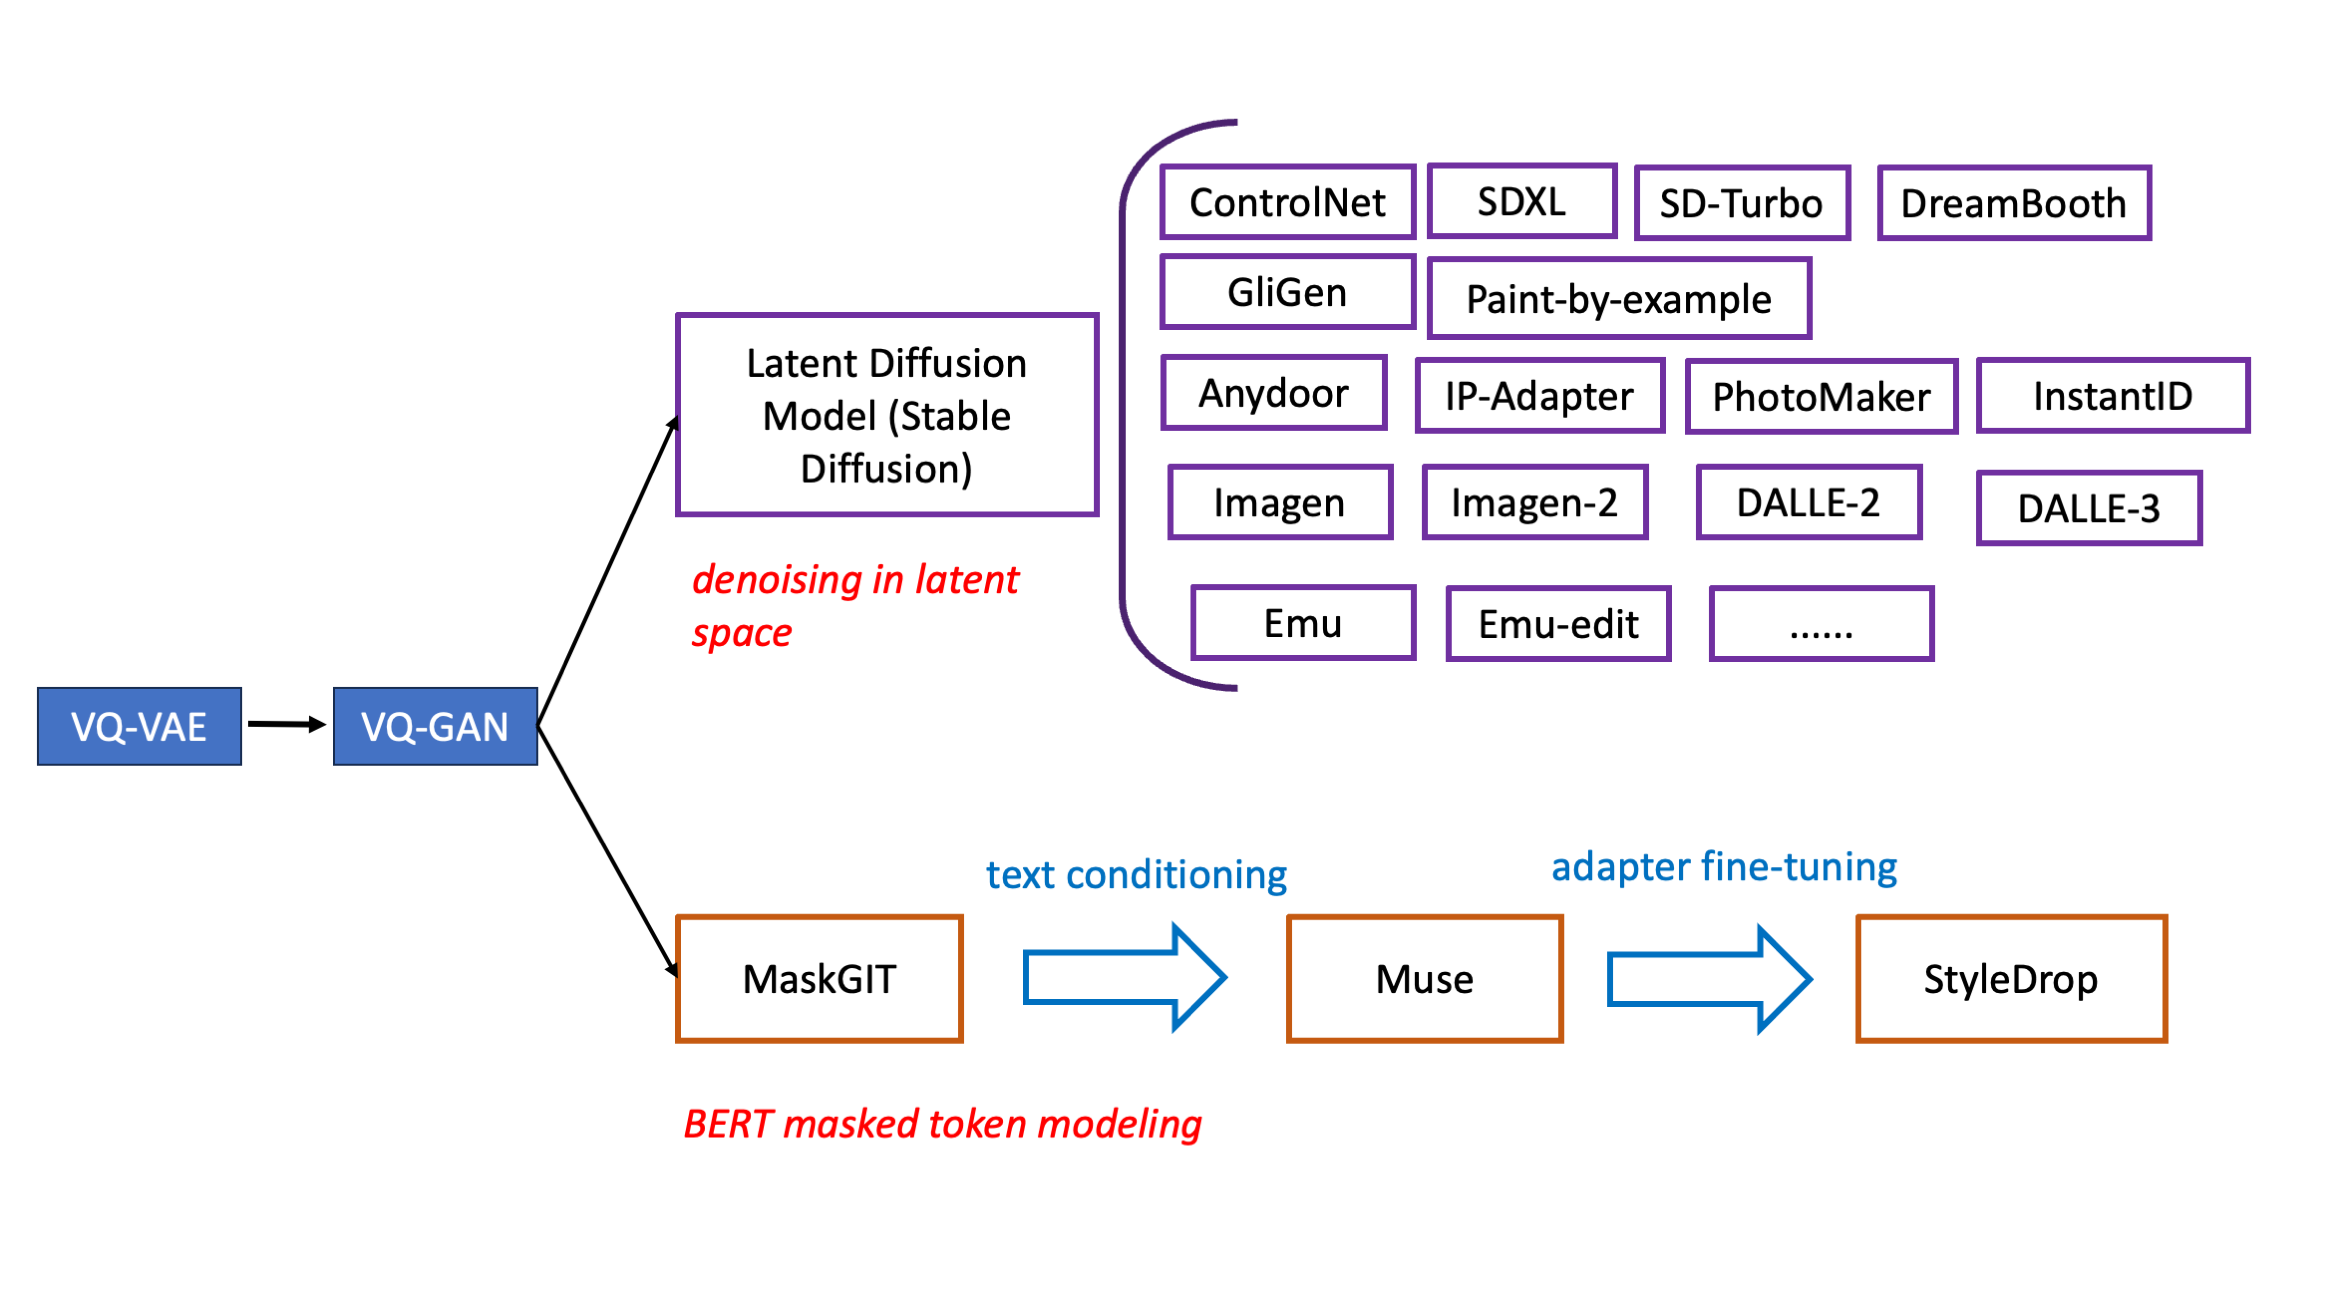 ControlNet
SDXL
SD-Turbo
DreamBooth
GliGen
Paint-by-example
Latent Diffusion
Model (Stable
Diffusion)
Anydoor
IP-Adapter
PhotoMaker
InstantID
Imagen
Imagen-2
DALLE-2
DALLE-3
denoising in latent
space
Emu
Emu-edit
......
VQ-VAE
VQ-GAN
text conditioning
adapter fine-tuning
MaskGIT
Muse
StyleDrop
BERT masked token modeling